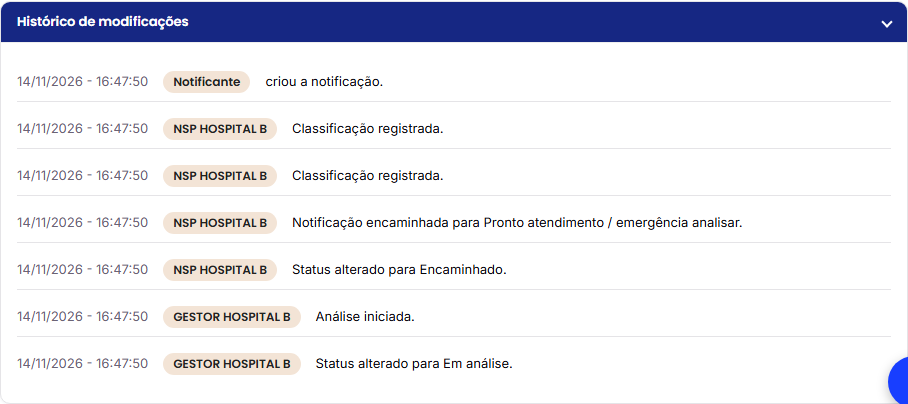 Histórico de modificações
14/11/2026 - 16:47:50 Notificante criou a notificação.
14/11/2026 - 16:47:50 NSP HOSPITAL B Classificação registrada.
14/11/2026 - 16:47:50 NSP HOSPITAL B Classificação registrada.
14/11/2026 - 16:47:50 NSP HOSPITAL B Notificação encaminhada para Pronto atendimento / emergência analisar.
14/11/2026 - 16:47:50 NSP HOSPITAL B Status alterado para Encaminhado.
14/11/2026 - 16:47:50 GESTOR HOSPITAL B Análise iniciada.
14/11/2026 - 16:47:50 GESTOR HOSPITAL B Status alterado para Em análise.